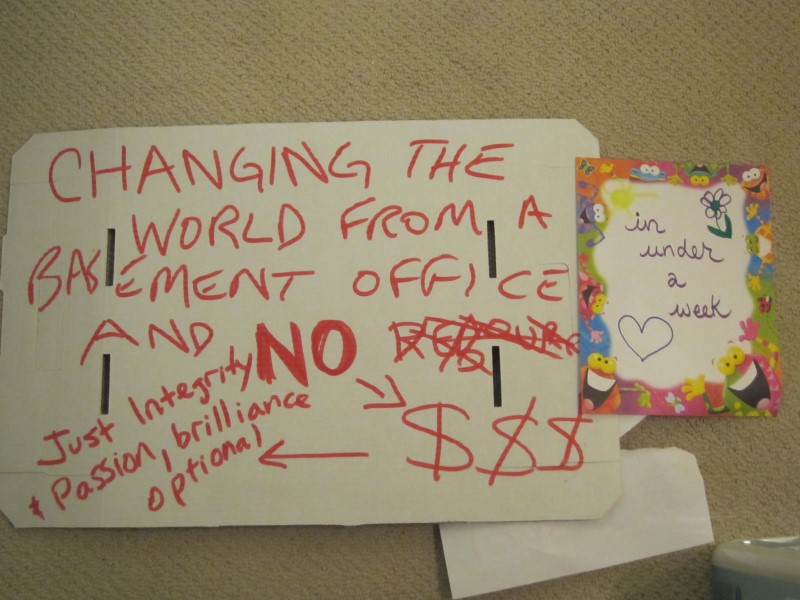 CHANGING THE
WORLD FROM A
BASEMENT OFFICE
AND NO
$$$
Just Integrity,
+ Passion, brilliance
optional
in
under
a
week